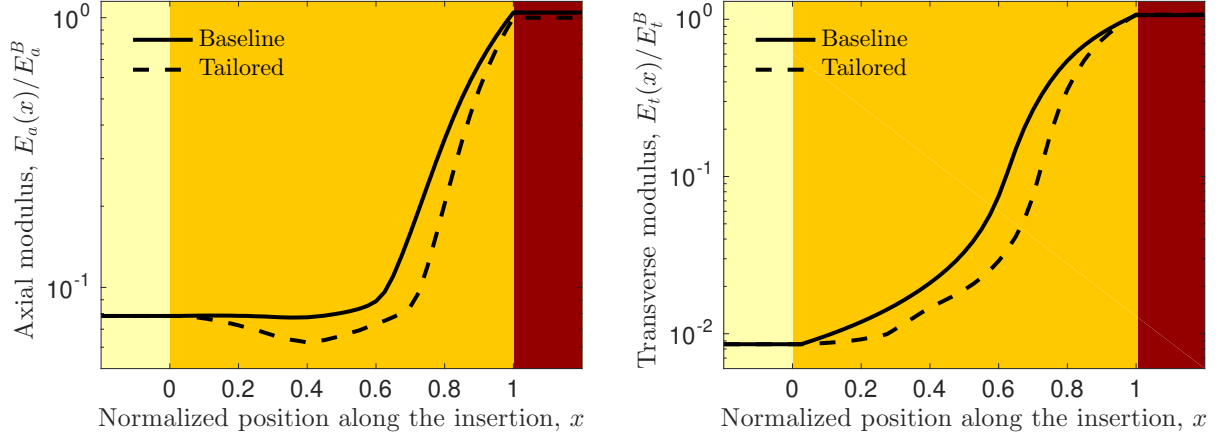 Axial modulus, E_a(x)/E_a^B
10^0
10^{-1}
Baseline
Tailored
0 0.2 0.4 0.6 0.8 1
Normalized position along the insertion, x
Transverse modulus, E_t(x)/E_t^B
10^0
10^{-1}
10^{-2}
Baseline
Tailored
0 0.2 0.4 0.6 0.8 1
Normalized position along the insertion, x